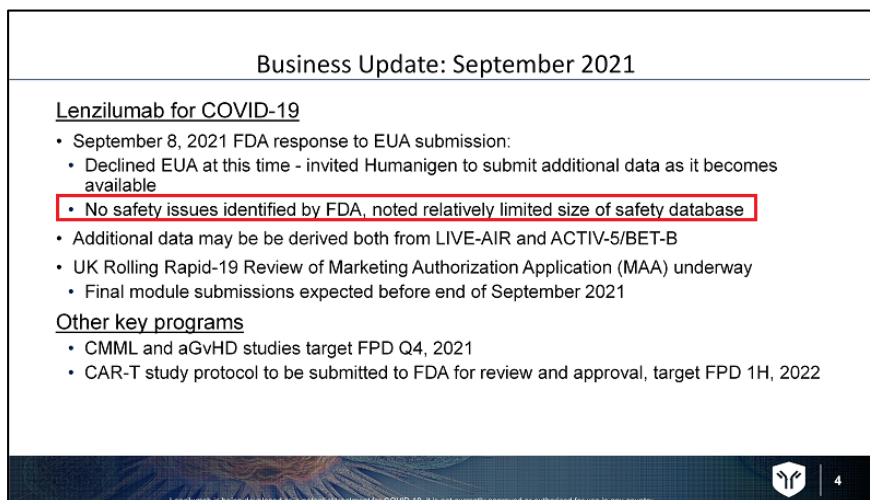 Business Update: September 2021
Lenzilumab for COVID-19
• September 8, 2021 FDA response to EUA submission:
• Declined EUA at this time - invited Humanigen to submit additional data as it becomes
available
• No safety issues identified by FDA, noted relatively limited size of safety database
• Additional data may be be derived both from LIVE-AIR and ACTIV-5/BET-B
• UK Rolling Rapid-19 Review of Marketing Authorization Application (MAA) underway
• Final module submissions expected before end of September 2021
Other key programs
• CMML and aGvHD studies target FPD Q4, 2021
• CAR-T study protocol to be submitted to FDA for review and approval, target FPD 1H, 2022
4